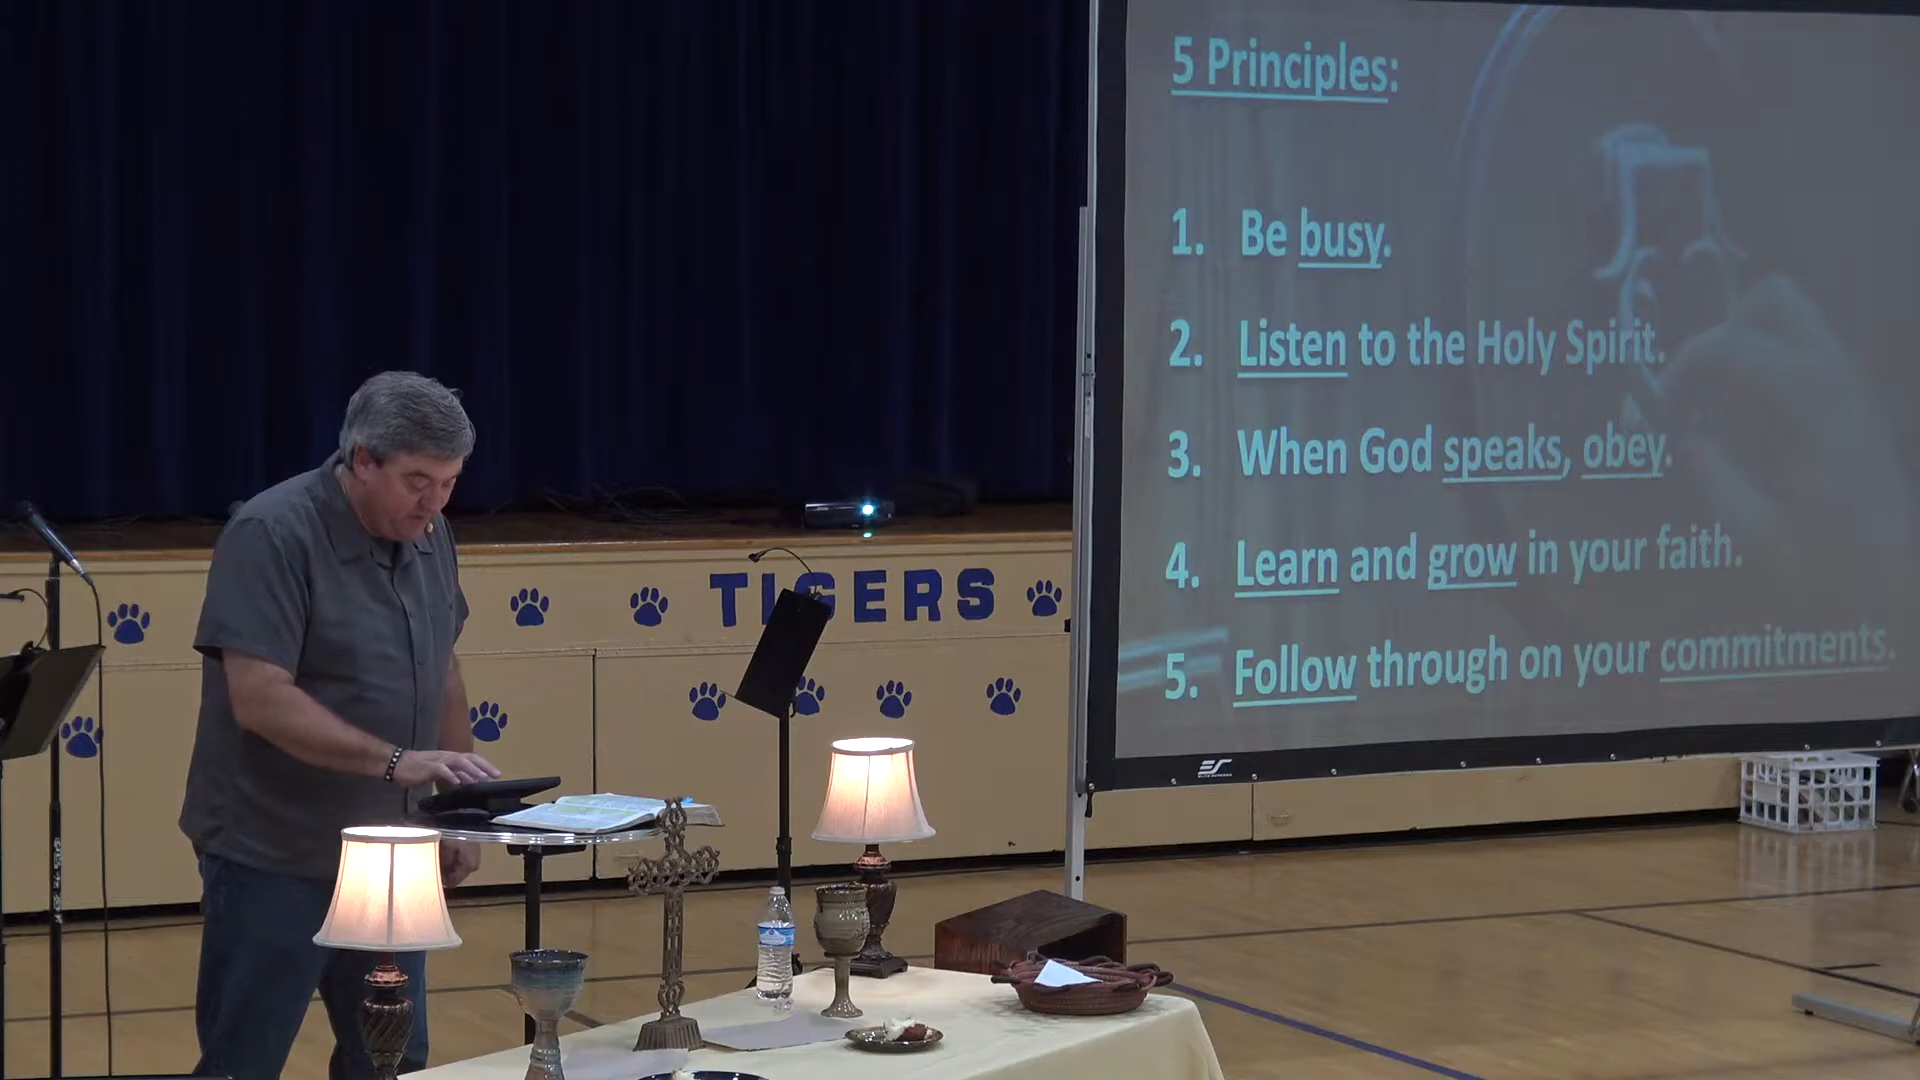 5 Principles:
1. Be busy.
2. Listen to the Holy Spirit.
3. When God speaks, obey.
4. Learn and grow in your faith.
5. Follow through on your commitments.
TIGERS
ES